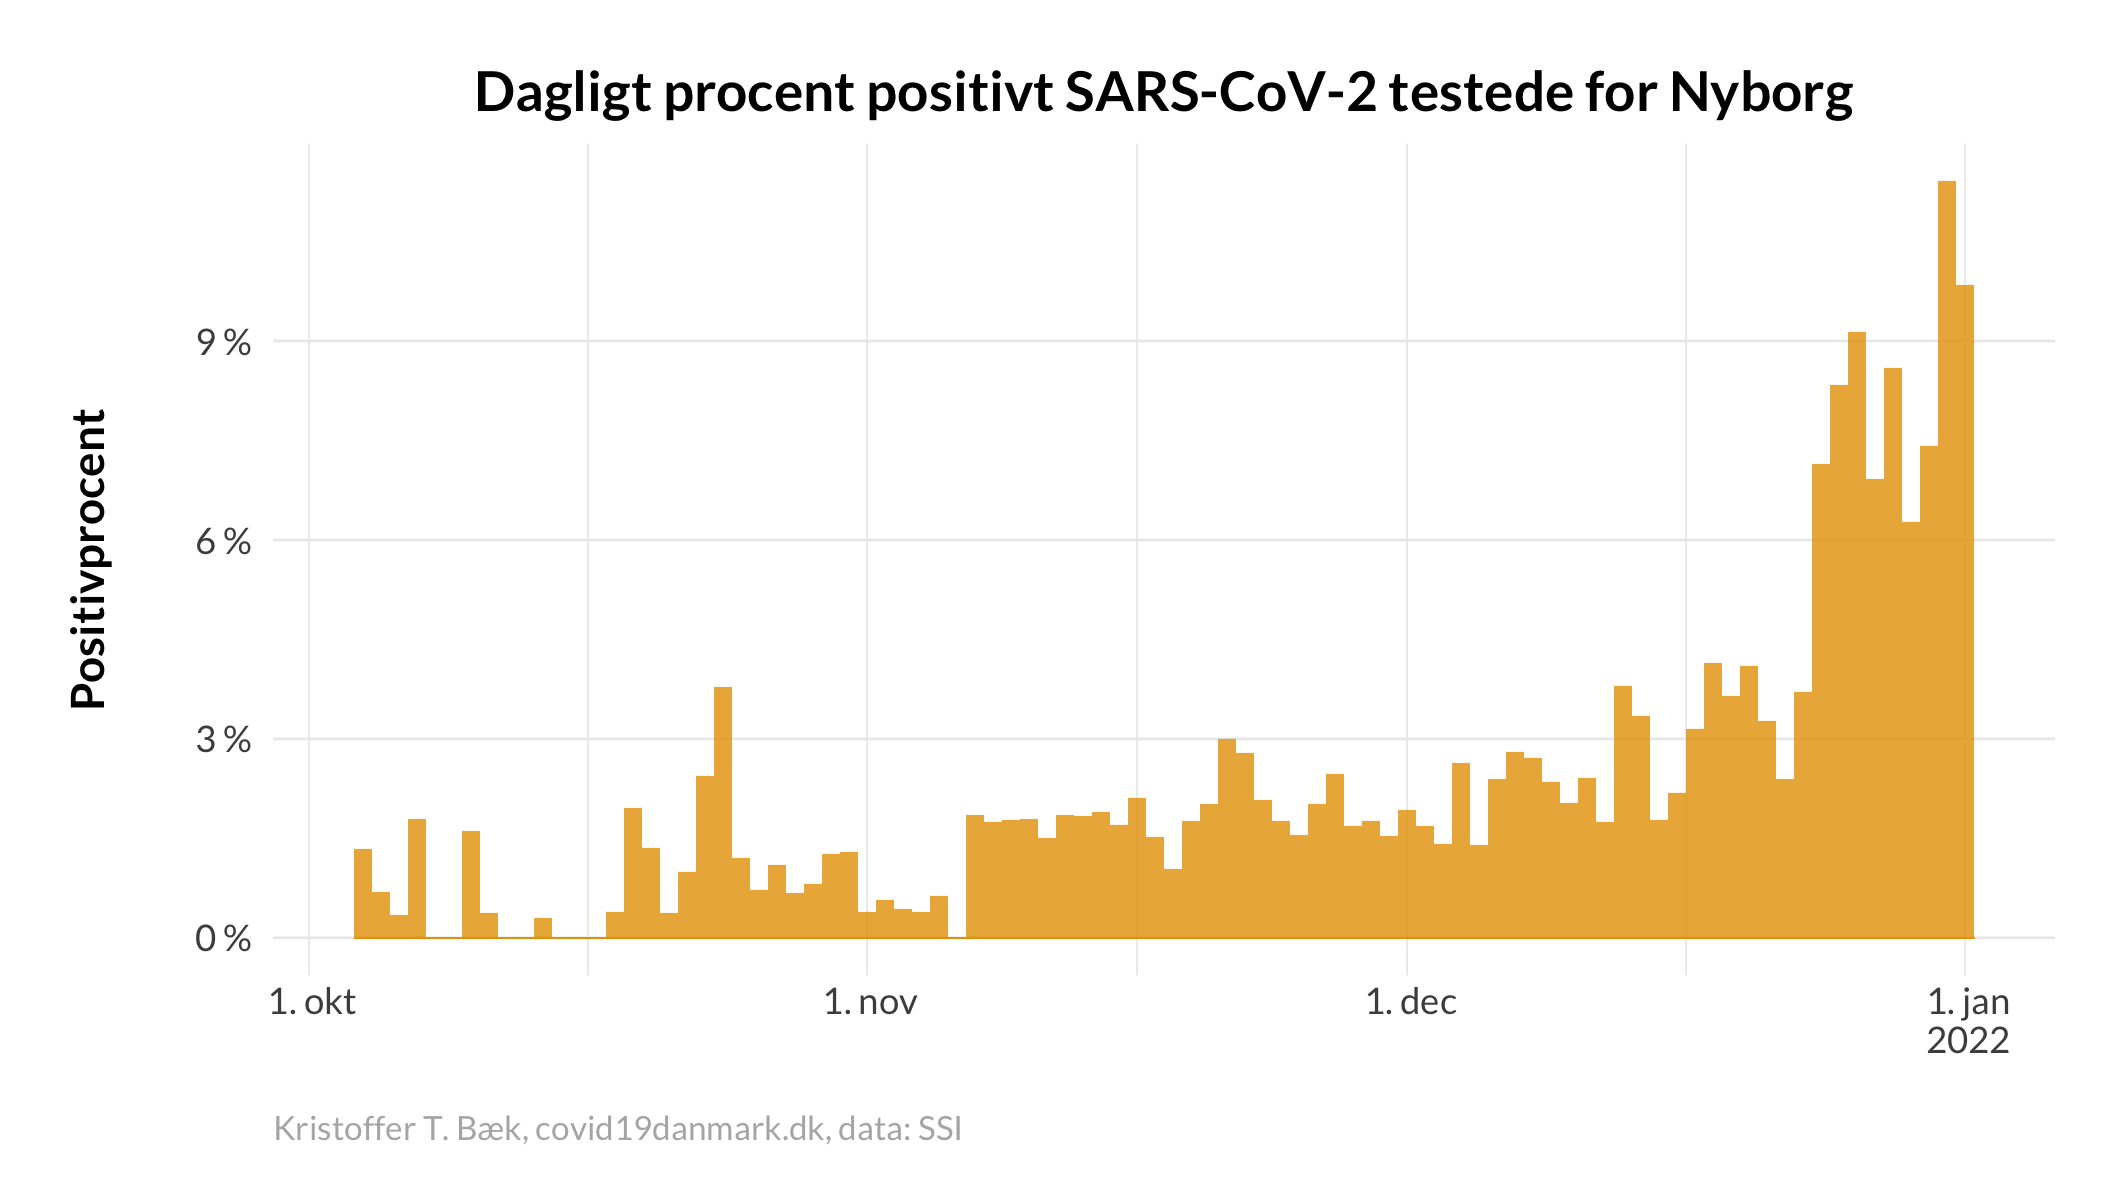 Dagligt procent positivt SARS-CoV-2 testede for Nyborg
Positivprocent
9 %
6 %
3 %
0 %
1. okt
1. nov
1. dec
1. jan
2022
Kristoffer T. Bæk, covid19danmark.dk, data: SSI